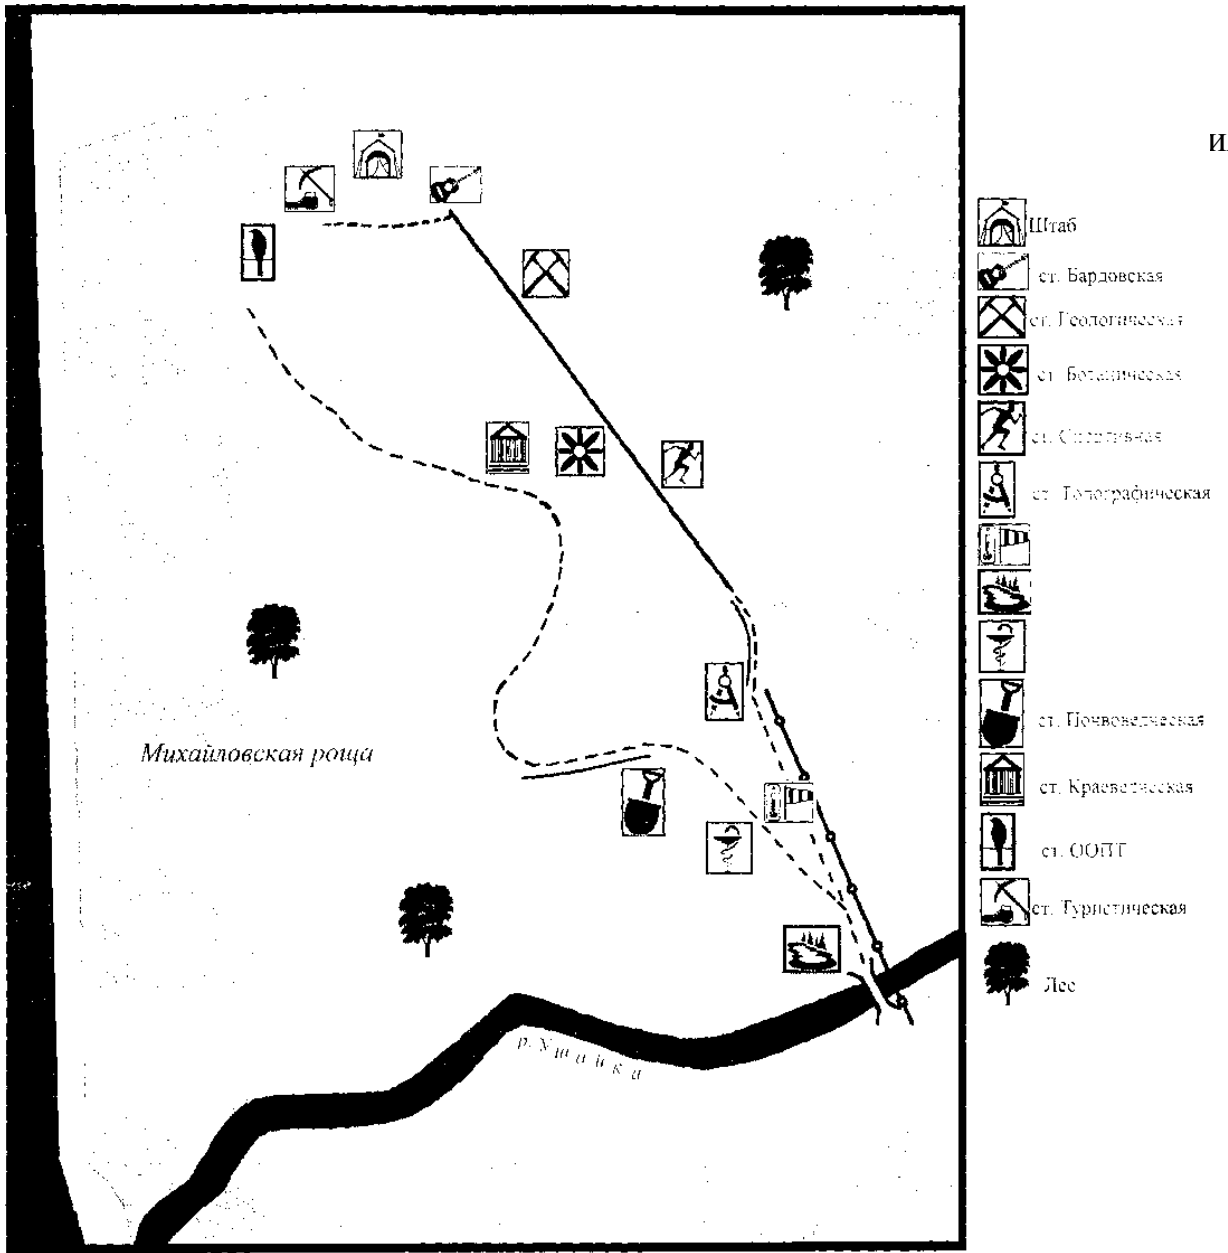 и
Штаб
ст. Бардовская
ст. Геологическая
ст. Ботаническая
ст. Спортивная
ст. Топографическая
ст. Почвоведческая
ст. Краеведческая
ст. ООПТ
ст. Туристическая
Лес
Михайловская роща
р. Ушайка